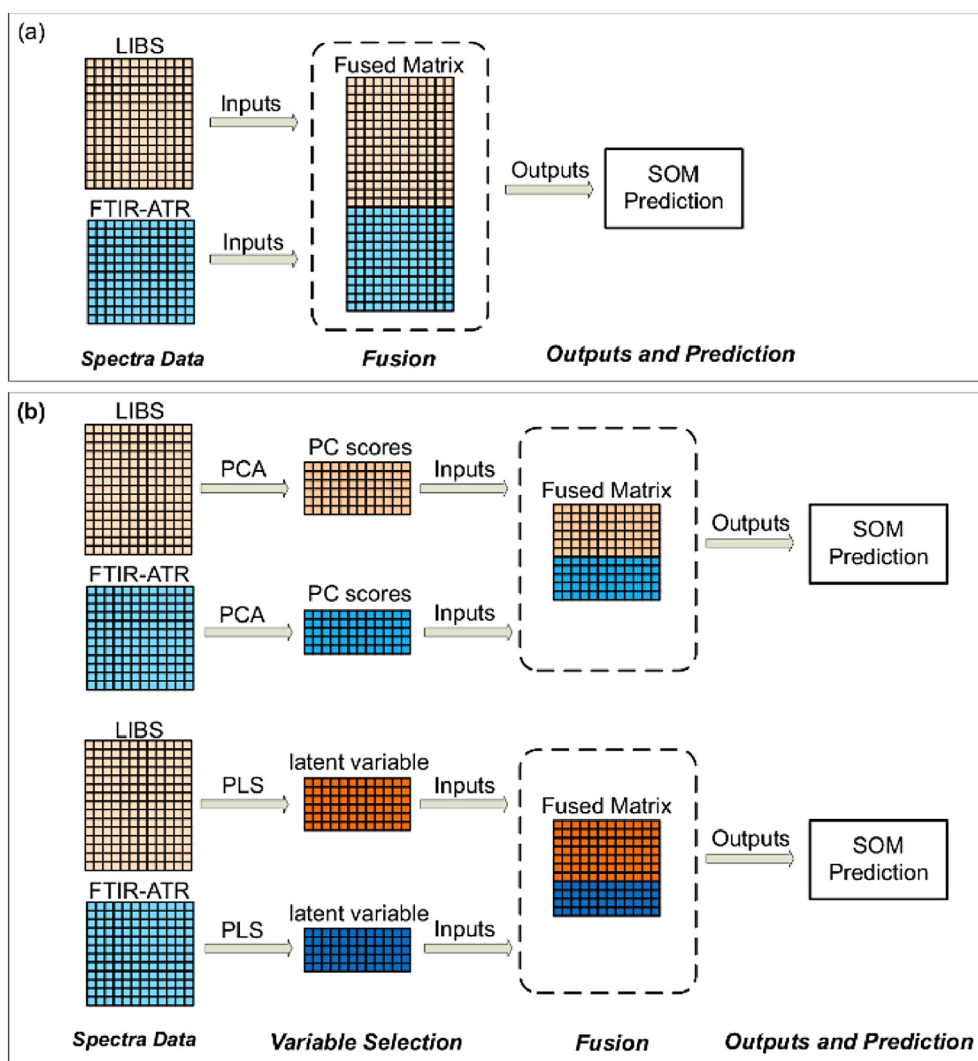 (a)
LIBS
Fused Matrix
Inputs
Outputs
SOM
Prediction
FTIR-ATR
Inputs
Spectra Data
Fusion
Outputs and Prediction
(b)
LIBS
PCA
PC scores
Inputs
Fused Matrix
Outputs
SOM
Prediction
FTIR-ATR
PCA
PC scores
Inputs
LIBS
PLS
latent variable
Inputs
Fused Matrix
Outputs
SOM
Prediction
FTIR-ATR
PLS
latent variable
Inputs
Spectra Data
Variable Selection
Fusion
Outputs and Prediction